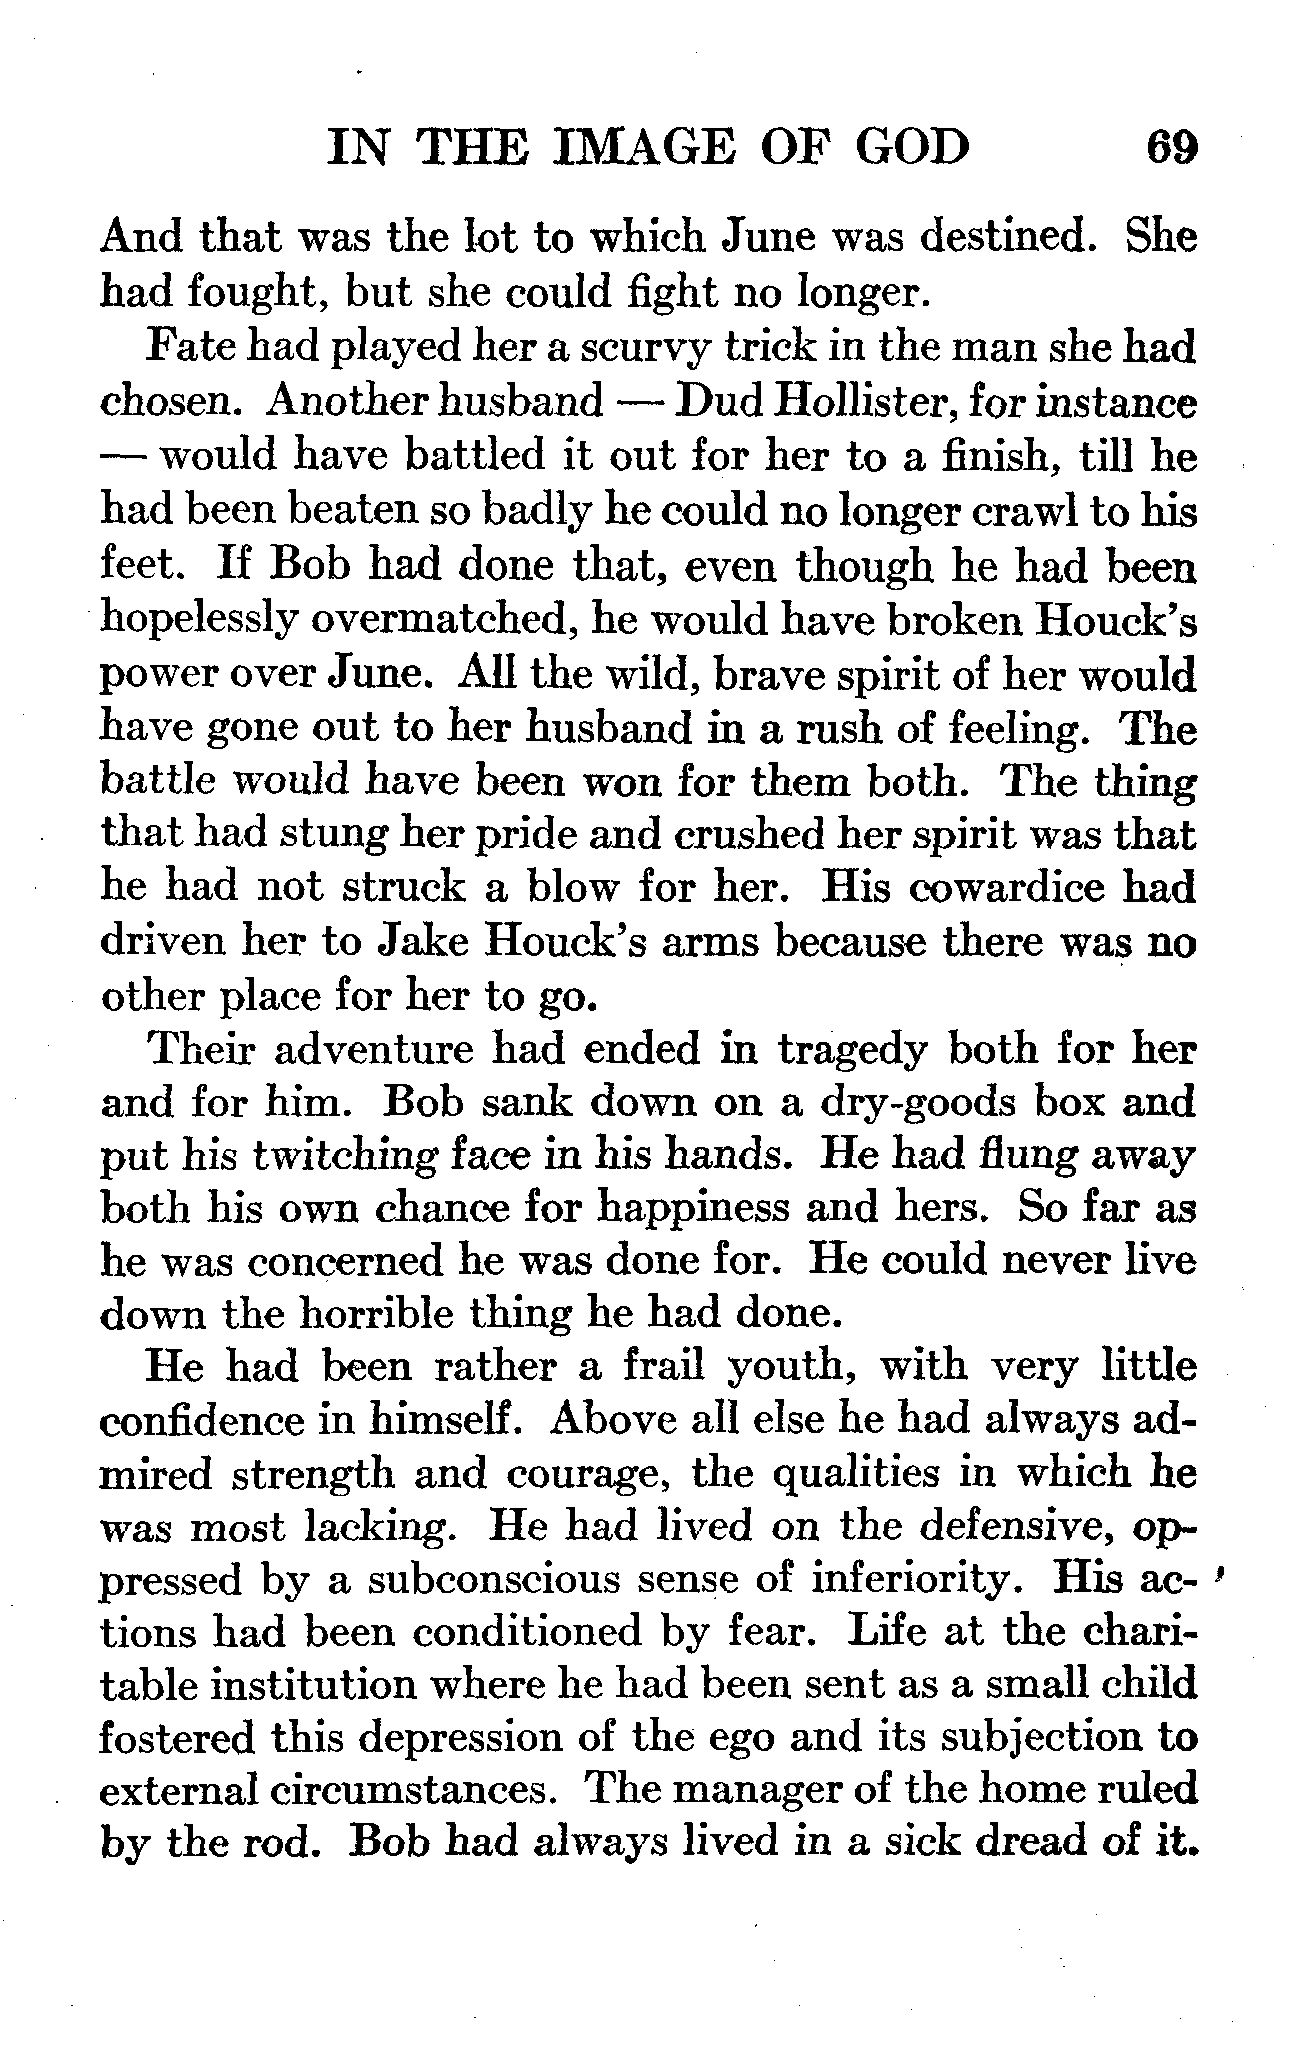 IN THE IMAGE OF GOD 69
And that was the lot to which June was destined. She
had fought, but she could fight no longer.
Fate had played her a scurvy trick in the man she had
chosen. Another husband — Dud Hollister, for instance
— would have battled it out for her to a finish, till he
had been beaten so badly he could no longer crawl to his
feet. If Bob had done that, even though he had been
hopelessly overmatched, he would have broken Houck's
power over June. All the wild, brave spirit of her would
have gone out to her husband in a rush of feeling. The
battle would have been won for them both. The thing
that had stung her pride and crushed her spirit was that
he had not struck a blow for her. His cowardice had
driven her to Jake Houck's arms because there was no
other place for her to go.
Their adventure had ended in tragedy both for her
and for him. Bob sank down on a dry-goods box and
put his twitching face in his hands. He had flung away
both his own chance for happiness and hers. So far as
he was concerned he was done for. He could never live
down the horrible thing he had done.
He had been rather a frail youth, with very little
confidence in himself. Above all else he had always ad-
mired strength and courage, the qualities in which he
was most lacking. He had lived on the defensive, op-
pressed by a subconscious sense of inferiority. His ac-
tions had been conditioned by fear. Life at the chari-
table institution where he had been sent as a small child
fostered this depression of the ego and its subjection to
external circumstances. The manager of the home ruled
by the rod. Bob had always lived in a sick dread of it.